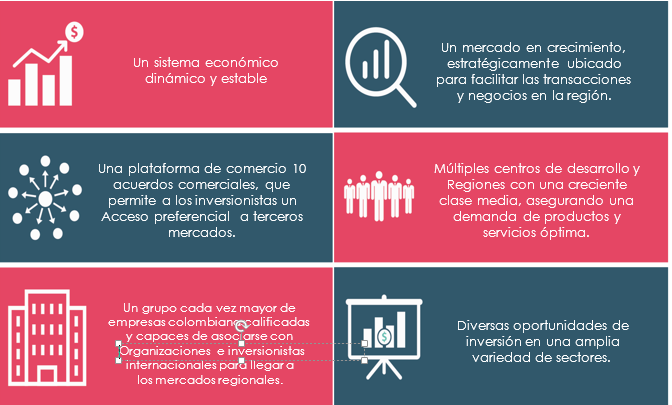 Un sistema económico
dinámico y estable
Un mercado en crecimiento,
estratégicamente ubicado
para facilitar las transacciones
y negocios en la región.
Una plataforma de comercio 10
acuerdos comerciales, que
permite a los inversionistas un
Acceso preferencial a terceros
mercados.
Múltiples centros de desarrollo y
Regiones con una creciente
clase media, asegurando una
demanda de productos y
servicios óptima.
Un grupo cada vez mayor de
empresas colombianas calificadas
y capaces de asociarse con
Organizaciones e inversionistas
internacionales para llegar a
los mercados regionales.
Diversas oportunidades de
inversión en una amplia
variedad de sectores.